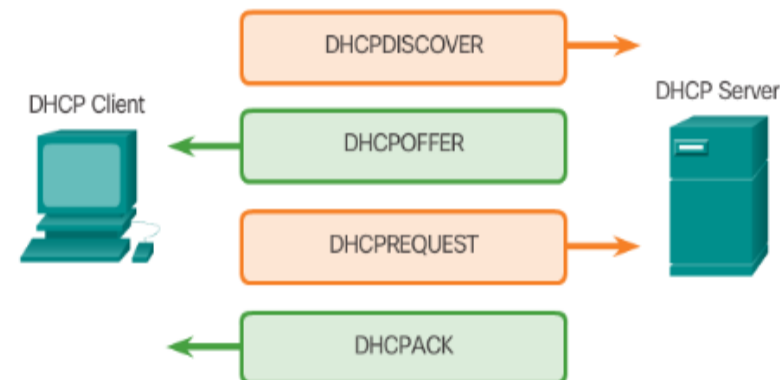 DHCPDISCOVER
DHCP Client
DHCP Server
DHCPOFFER
DHCPREQUEST
DHCPACK